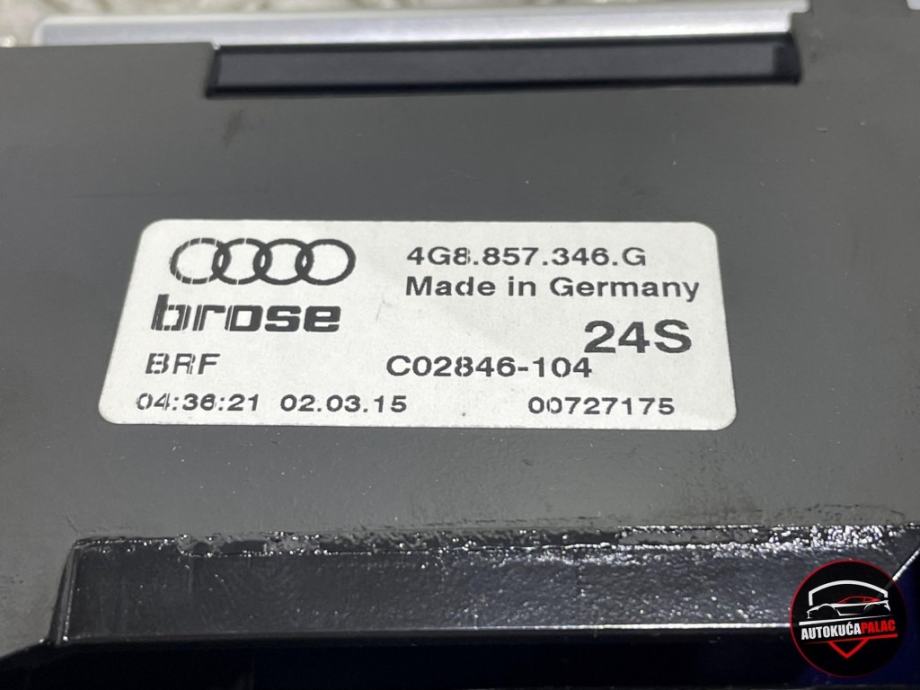 4G8.857.346.G
Made in Germany
brose
24S
BRF
C02846-104
04:36:21 02.03.15
00727175
AUTOKUĆAPALAC